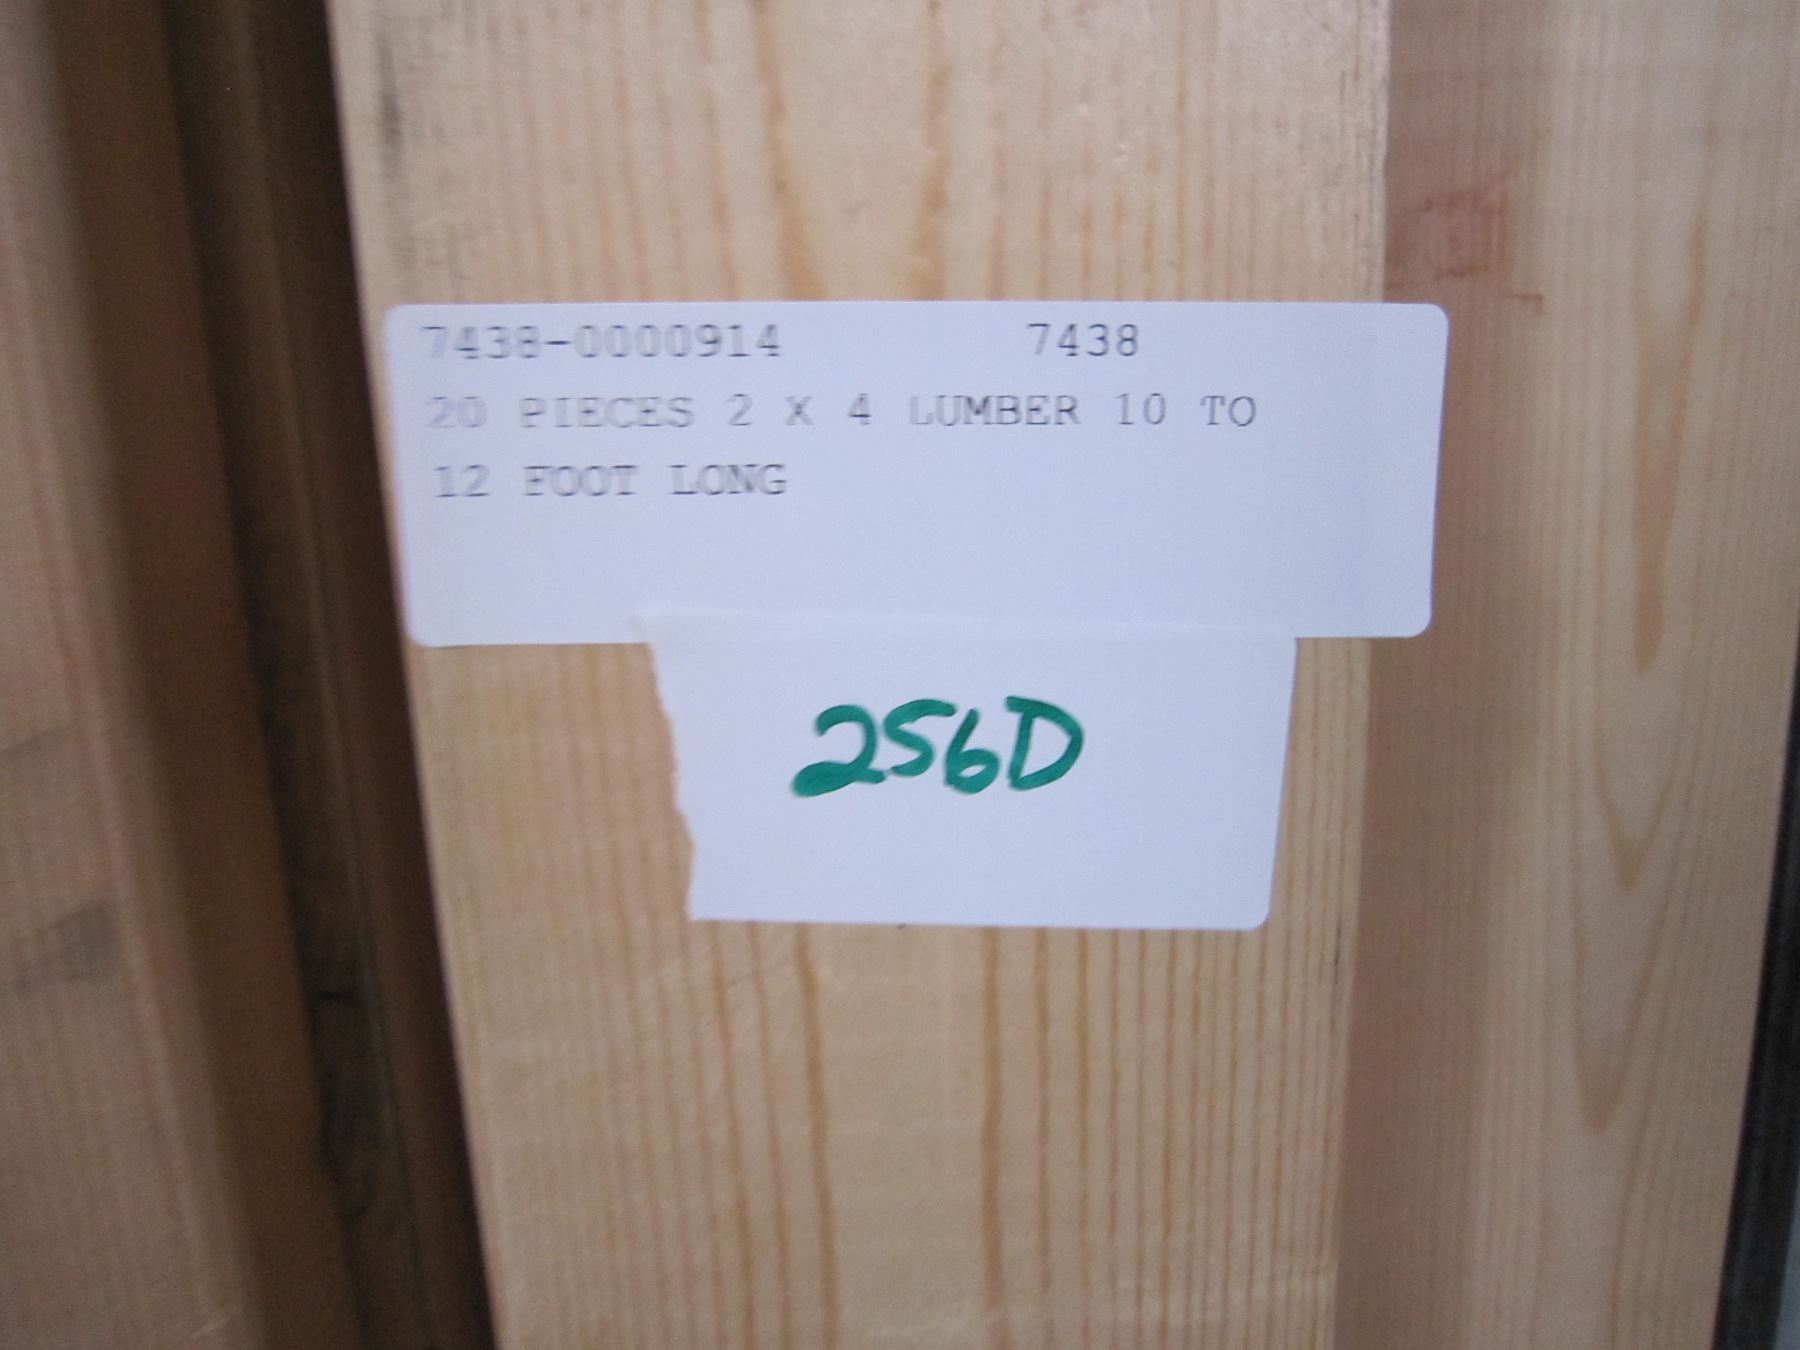 7438-0000914 7438
20 PIECES 2 X 4 LUMBER 10 TO
12 FOOT LONG
256D